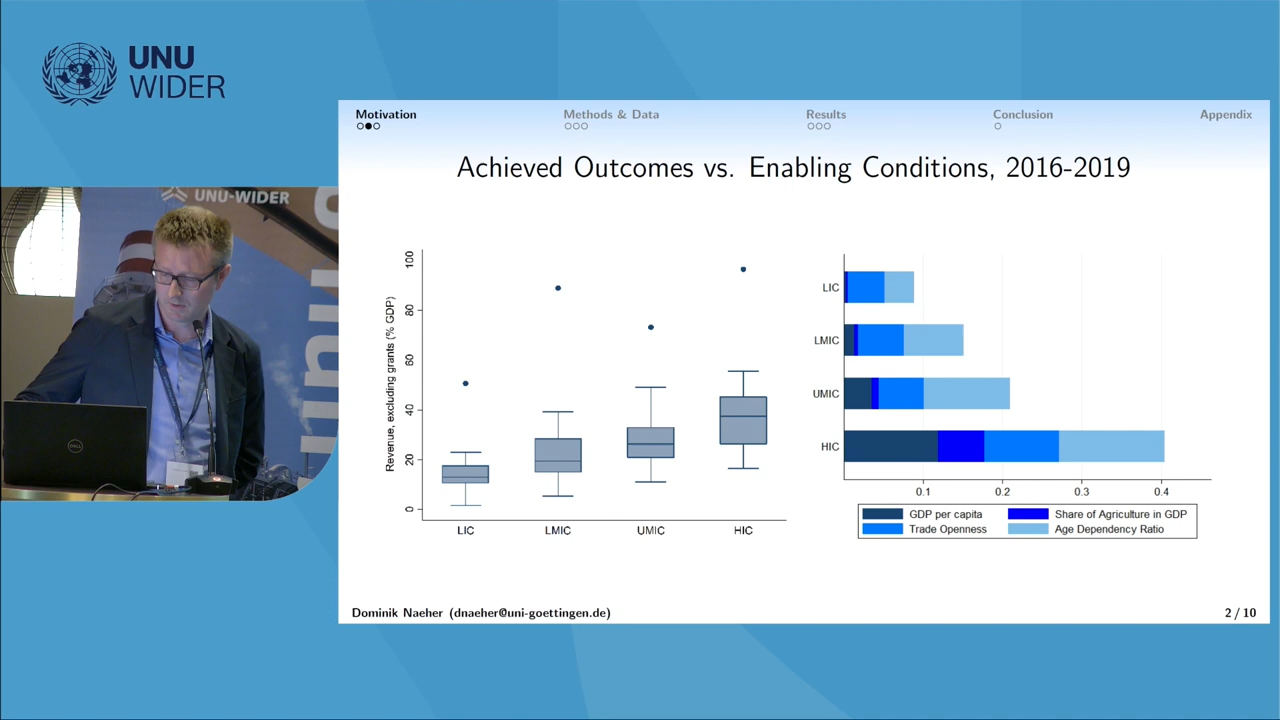 UNU
WIDER
UNU-WIDER
Motivation
Methods & Data
Results
Conclusion
Appendix
Achieved Outcomes vs. Enabling Conditions, 2016-2019
Revenue, excluding grants (% GDP)
100
80
60
40
20
0
LIC
LMIC
UMIC
HIC
LIC
LMIC
UMIC
HIC
0.1
0.2
0.3
0.4
GDP per capita
Share of Agriculture in GDP
Trade Openness
Age Dependency Ratio
DELL
Dominik Naeher (dnaeher@uni-goettingen.de)
2 / 10